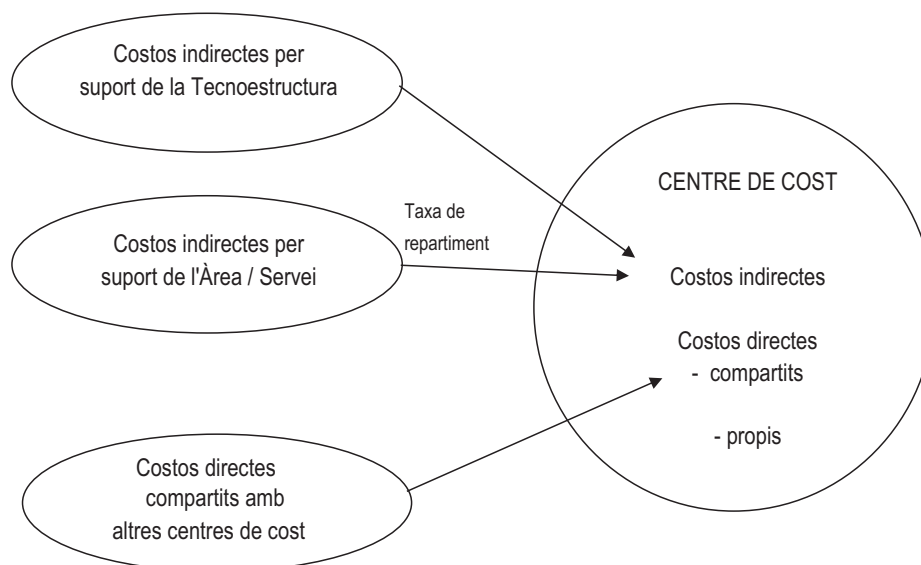 Costos indirectes per
suport de la Tecnoestructura
Costos indirectes per
suport de l'Àrea / Servei
Taxa de
repartiment
CENTRE DE COST
Costos indirectes
Costos directes
- compartits
- propis
Costos directes
compartits amb
altres centres de cost